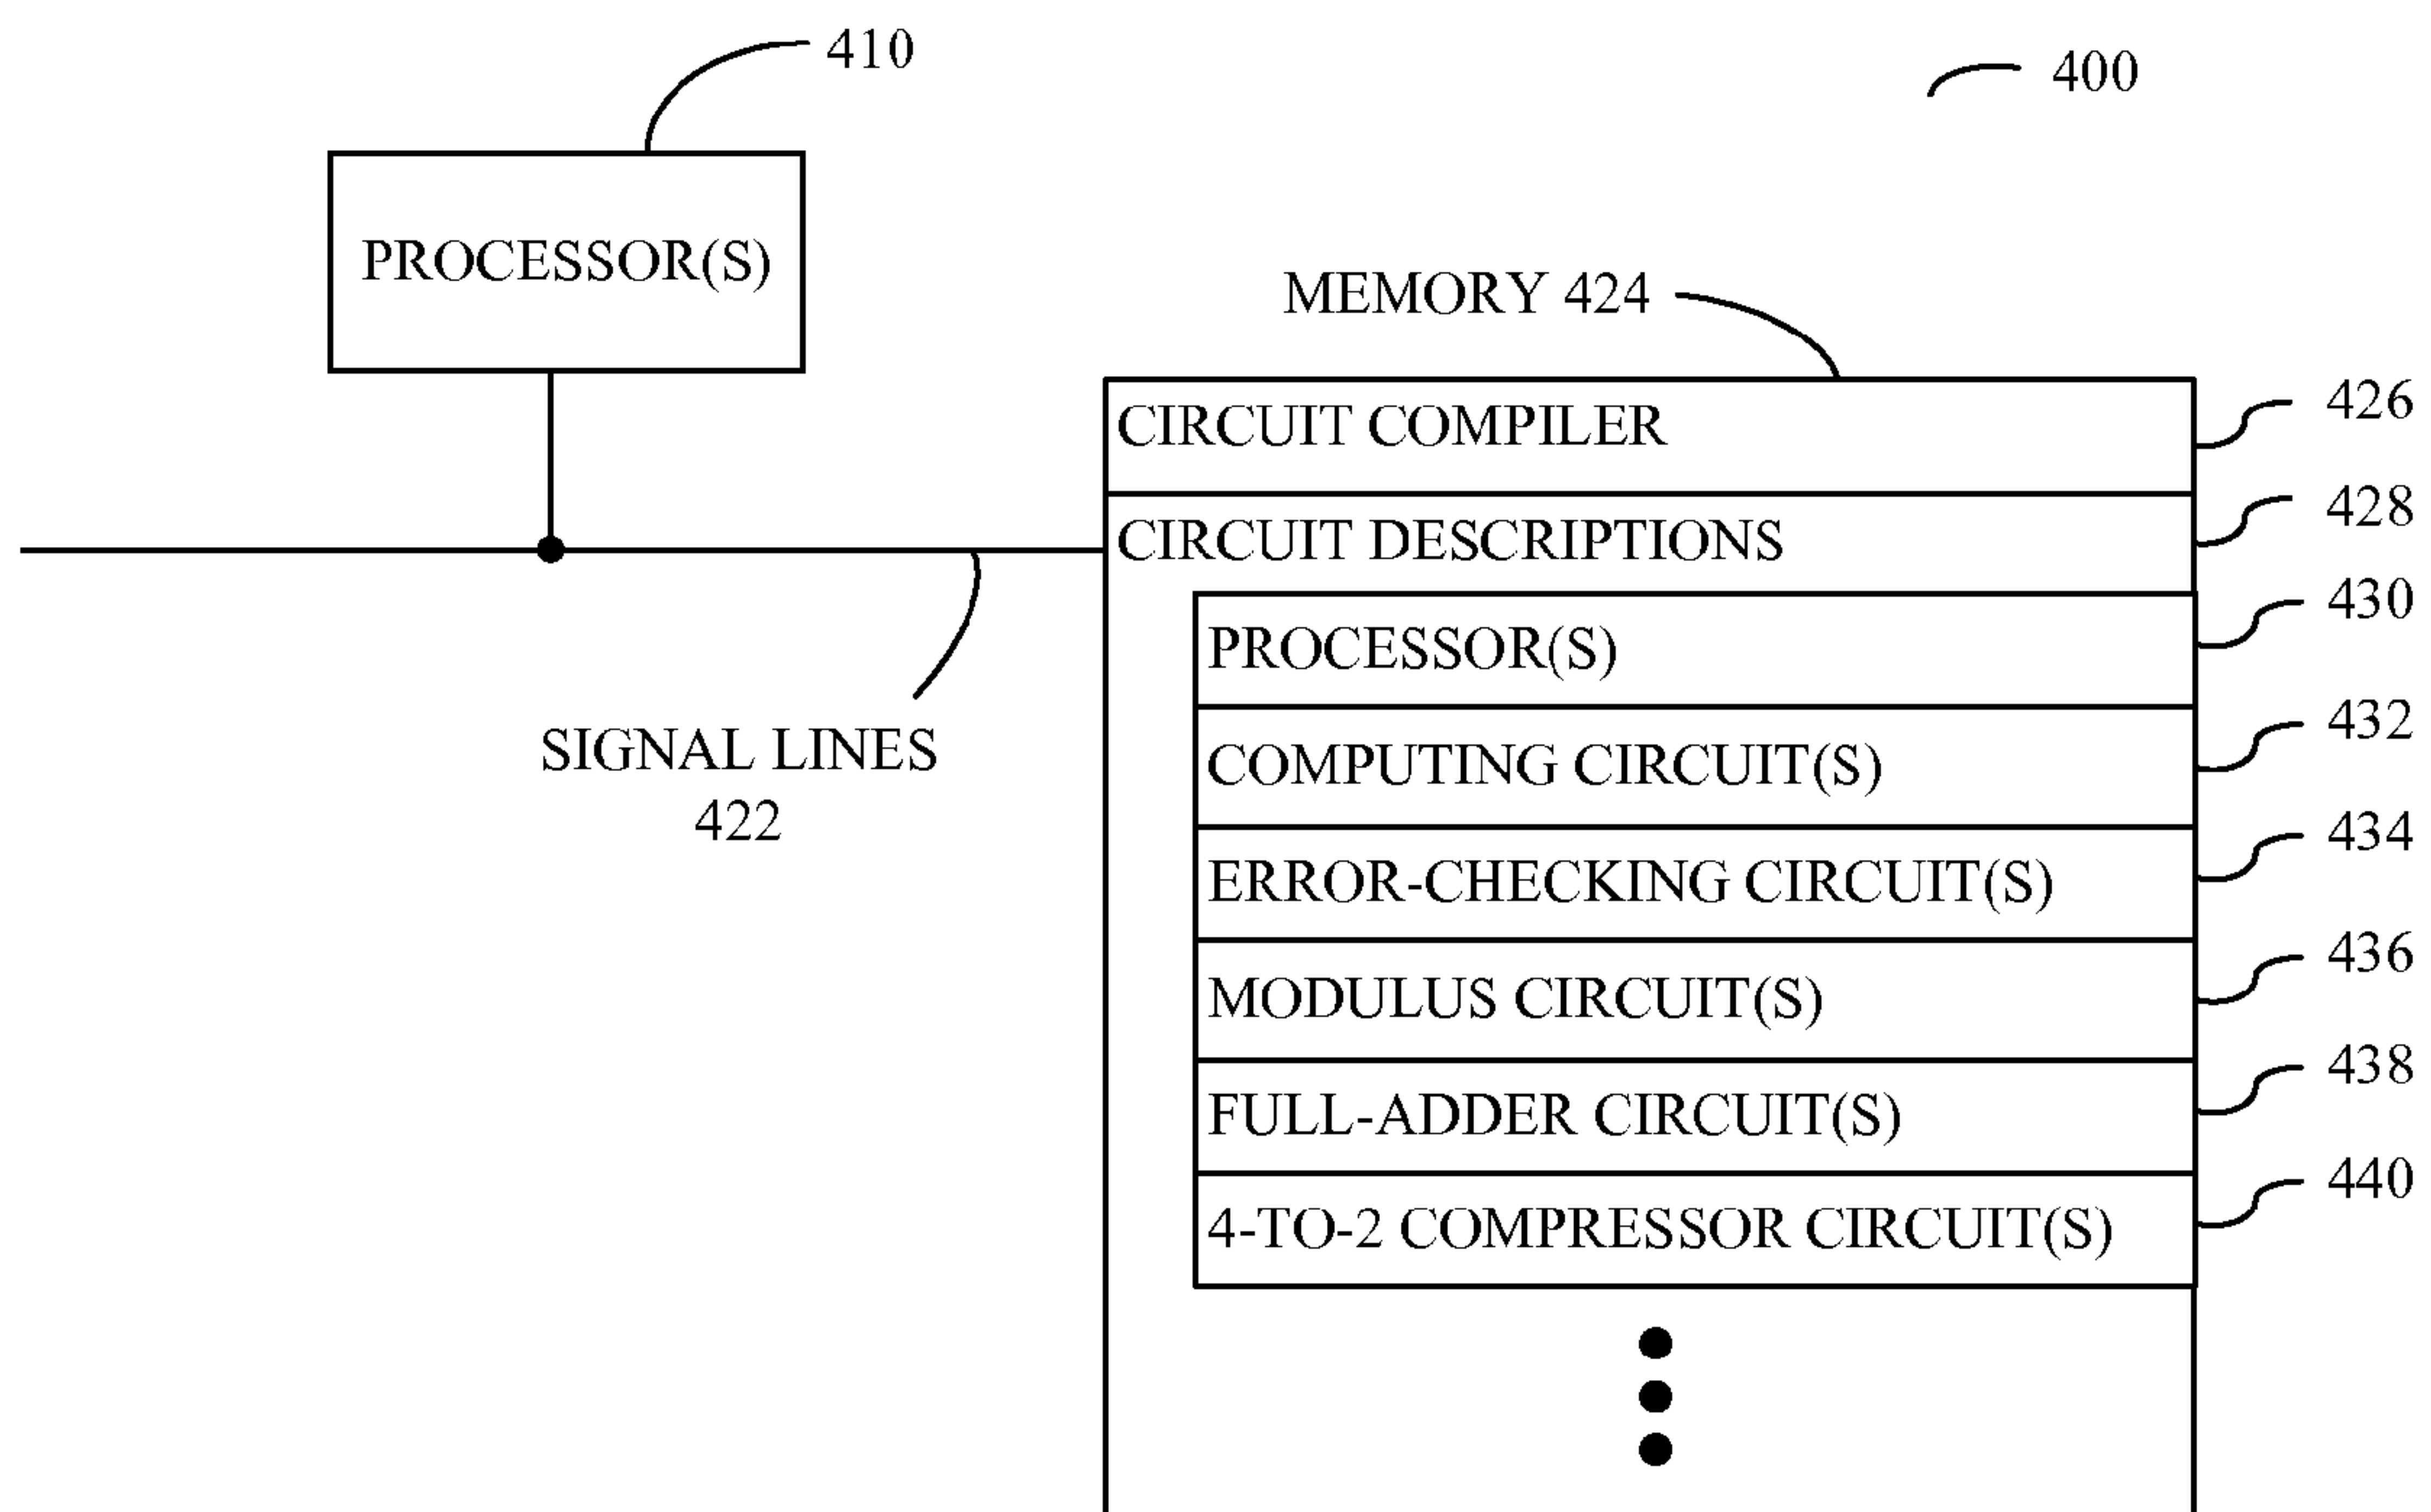 410
400
PROCESSOR(S)
MEMORY 424
CIRCUIT COMPILER
426
CIRCUIT DESCRIPTIONS
428
PROCESSOR(S)
430
SIGNAL LINES
422
COMPUTING CIRCUIT(S)
432
ERROR-CHECKING CIRCUIT(S)
434
MODULUS CIRCUIT(S)
436
FULL-ADDER CIRCUIT(S)
438
4-TO-2 COMPRESSOR CIRCUIT(S)
440